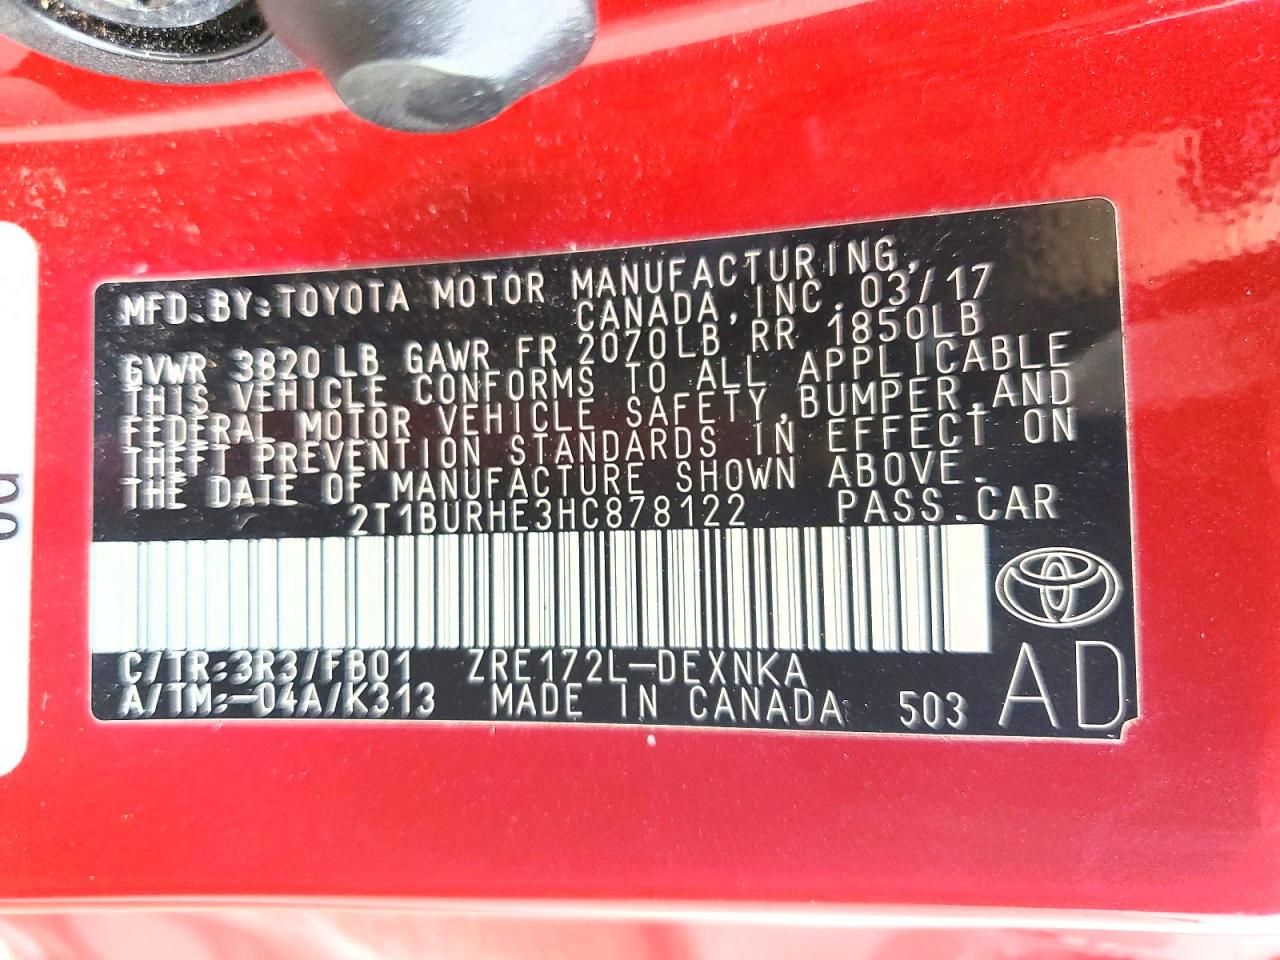 MFD.BY:TOYOTA MOTOR MANUFACTURING,
CANADA, INC. 03/17
GVWR 3820 LB GAWR FR 2070LB RR 1850LB
THIS VEHICLE CONFORMS TO ALL APPLICABLE
FEDERAL MOTOR VEHICLE SAFETY,BUMPER,AND
THEFT PREVENTION STANDARDS IN EFFECT ON
THE DATE OF MANUFACTURE SHOWN ABOVE.
2T1BURHE3HC878122 PASS.CAR
C/TR:3R3/FB01 ZRE172L-DEXNKA
A/TM:-04A/K313 MADE IN CANADA 503 AD